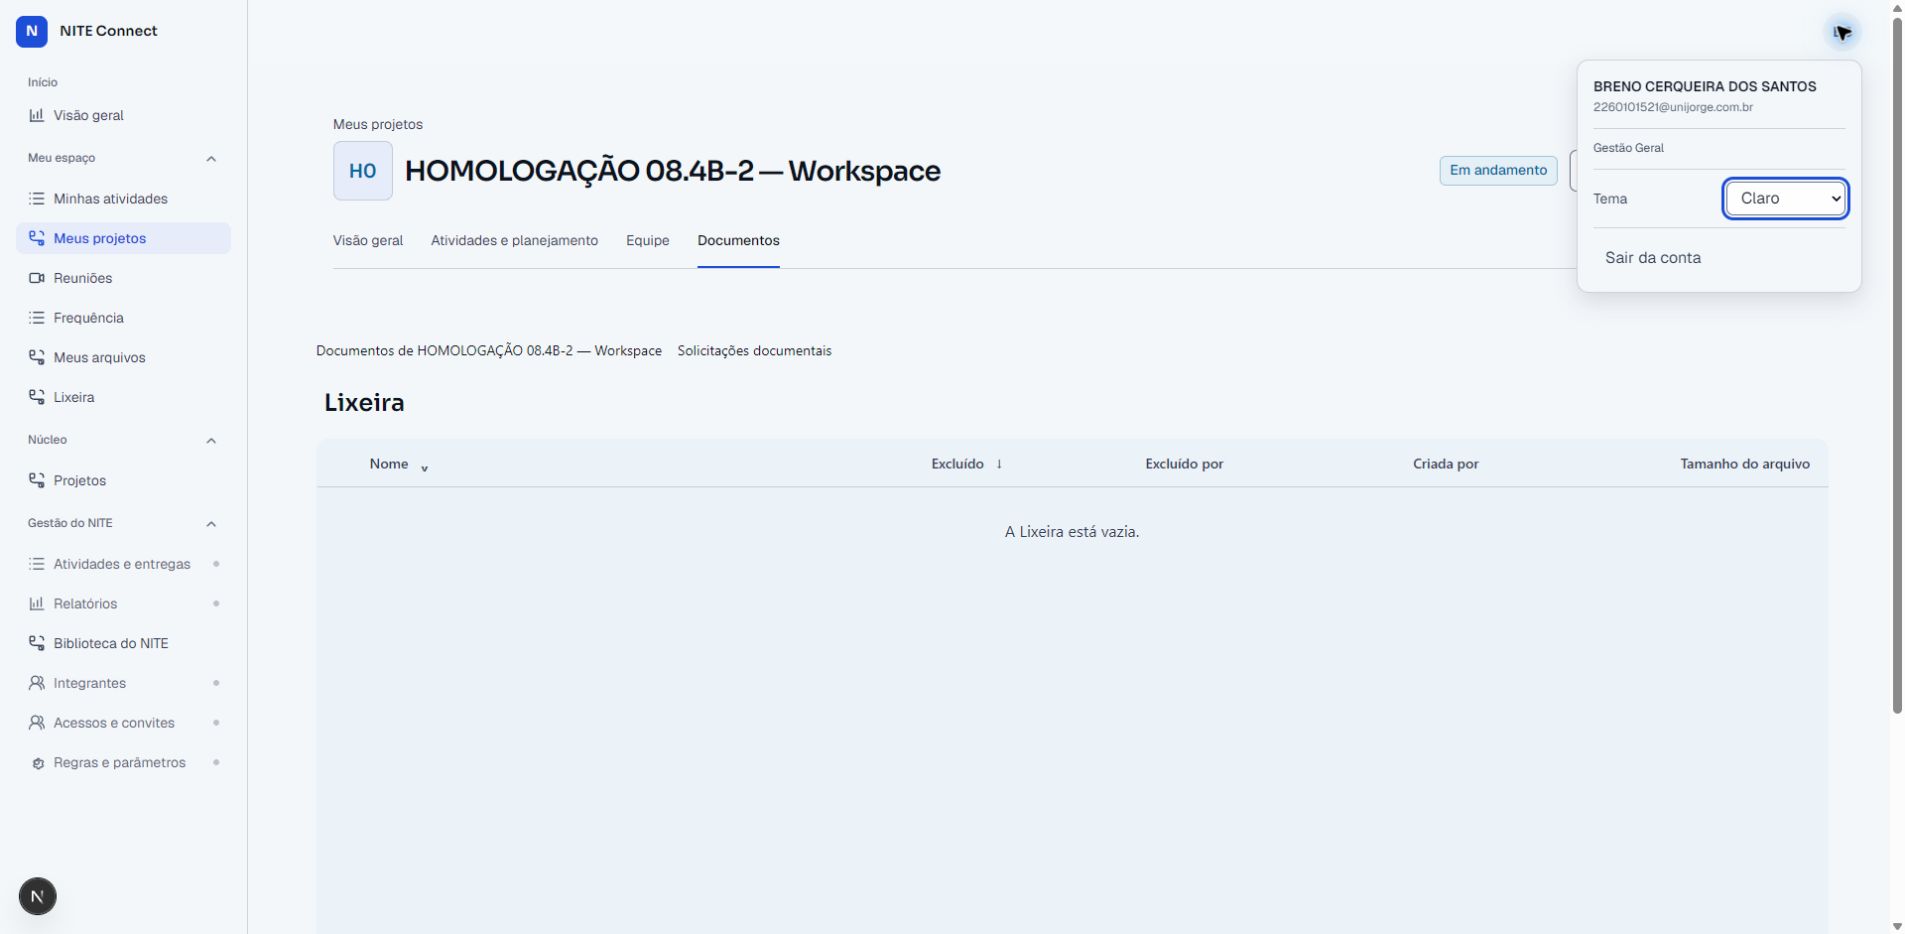 N NITE Connect
Início
Visão geral
Meu espaço
Minhas atividades
Meus projetos
Reuniões
Frequência
Meus arquivos
Lixeira
Núcleo
Projetos
Gestão do NITE
Atividades e entregas
Relatórios
Biblioteca do NITE
Integrantes
Acessos e convites
Regras e parâmetros
N
Meus projetos
HO HOMOLOGAÇÃO 08.4B-2 — Workspace
Em andamento
Visão geral Atividades e planejamento Equipe Documentos
BRENO CERQUEIRA DOS SANTOS
2260101521@unijorge.com.br
Gestão Geral
Tema Claro
Sair da conta
Documentos de HOMOLOGAÇÃO 08.4B-2 — Workspace Solicitações documentais
Lixeira
Nome Excluído ↓ Excluído por Criada por Tamanho do arquivo
A Lixeira está vazia.